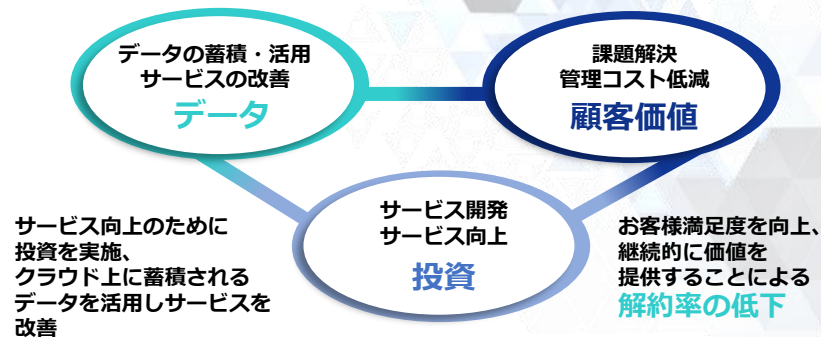 データの蓄積・活用
サービスの改善
データ
課題解決
管理コスト低減
顧客価値
サービス開発
サービス向上
投資
サービス向上のために
投資を実施、
クラウド上に蓄積される
データを活用しサービスを
改善
お客様満足度を向上、
継続的に価値を
提供することによる
解約率の低下